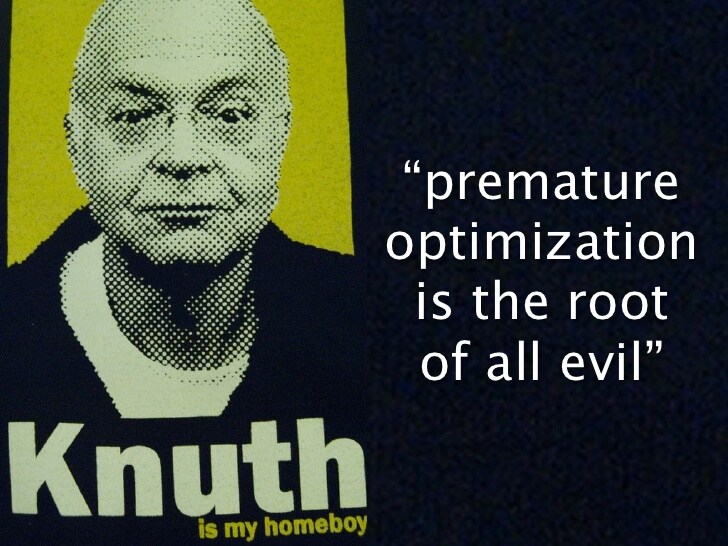 “premature
optimization
is the root
of all evil”
Knuth
is my homeboy